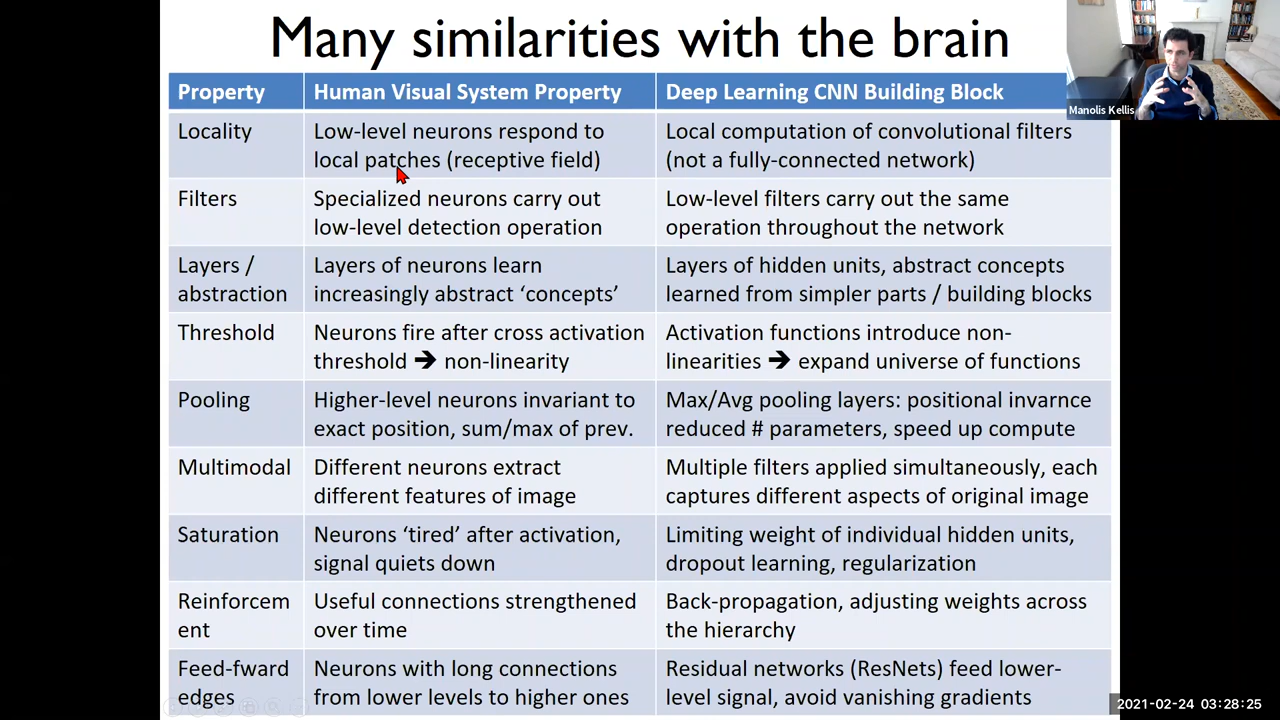 Many similarities with the brain
Manolis Kellis
Property
Human Visual System Property
Deep Learning CNN Building Block
Locality
Low-level neurons respond to
local patches (receptive field)
Local computation of convolutional filters
(not a fully-connected network)
Filters
Specialized neurons carry out
low-level detection operation
Low-level filters carry out the same
operation throughout the network
Layers /
abstraction
Layers of neurons learn
increasingly abstract ‘concepts’
Layers of hidden units, abstract concepts
learned from simpler parts / building blocks
Threshold
Neurons fire after cross activation
threshold ➔ non-linearity
Activation functions introduce non-
linearities ➔ expand universe of functions
Pooling
Higher-level neurons invariant to
exact position, sum/max of prev.
Max/Avg pooling layers: positional invarnce
reduced # parameters, speed up compute
Multimodal
Different neurons extract
different features of image
Multiple filters applied simultaneously, each
captures different aspects of original image
Saturation
Neurons ‘tired’ after activation,
signal quiets down
Limiting weight of individual hidden units,
dropout learning, regularization
Reinforcem
ent
Useful connections strengthened
over time
Back-propagation, adjusting weights across
the hierarchy
Feed-fward
edges
Neurons with long connections
from lower levels to higher ones
Residual networks (ResNets) feed lower-
level signal, avoid vanishing gradients
2021-02-24 03:28:25